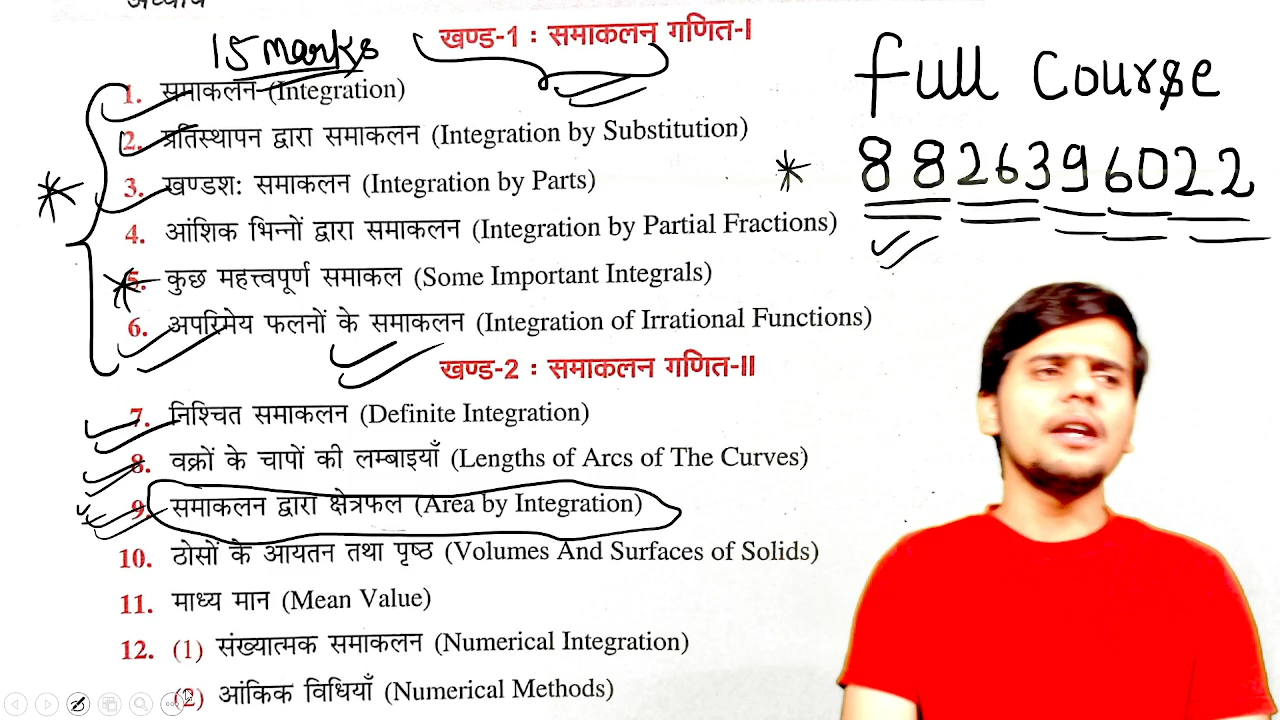 अध्याय
15 marks
खण्ड-1 : समाकलन गणित-I
1. समाकलन (Integration)
2. प्रतिस्थापन द्वारा समाकलन (Integration by Substitution)
3. खण्डश: समाकलन (Integration by Parts)
4. आंशिक भिन्नों द्वारा समाकलन (Integration by Partial Fractions)
5. कुछ महत्त्वपूर्ण समाकल (Some Important Integrals)
6. अपरिमेय फलनों के समाकलन (Integration of Irrational Functions)
खण्ड-2 : समाकलन गणित-II
7. निश्चित समाकलन (Definite Integration)
8. वक्रों के चापों की लम्बाइयाँ (Lengths of Arcs of The Curves)
9. समाकलन द्वारा क्षेत्रफल (Area by Integration)
10. ठोसों के आयतन तथा पृष्ठ (Volumes And Surfaces of Solids)
11. माध्य मान (Mean Value)
12. (1) संख्यात्मक समाकलन (Numerical Integration)
(2) आंकिक विधियाँ (Numerical Methods)
Full Course
8826396022